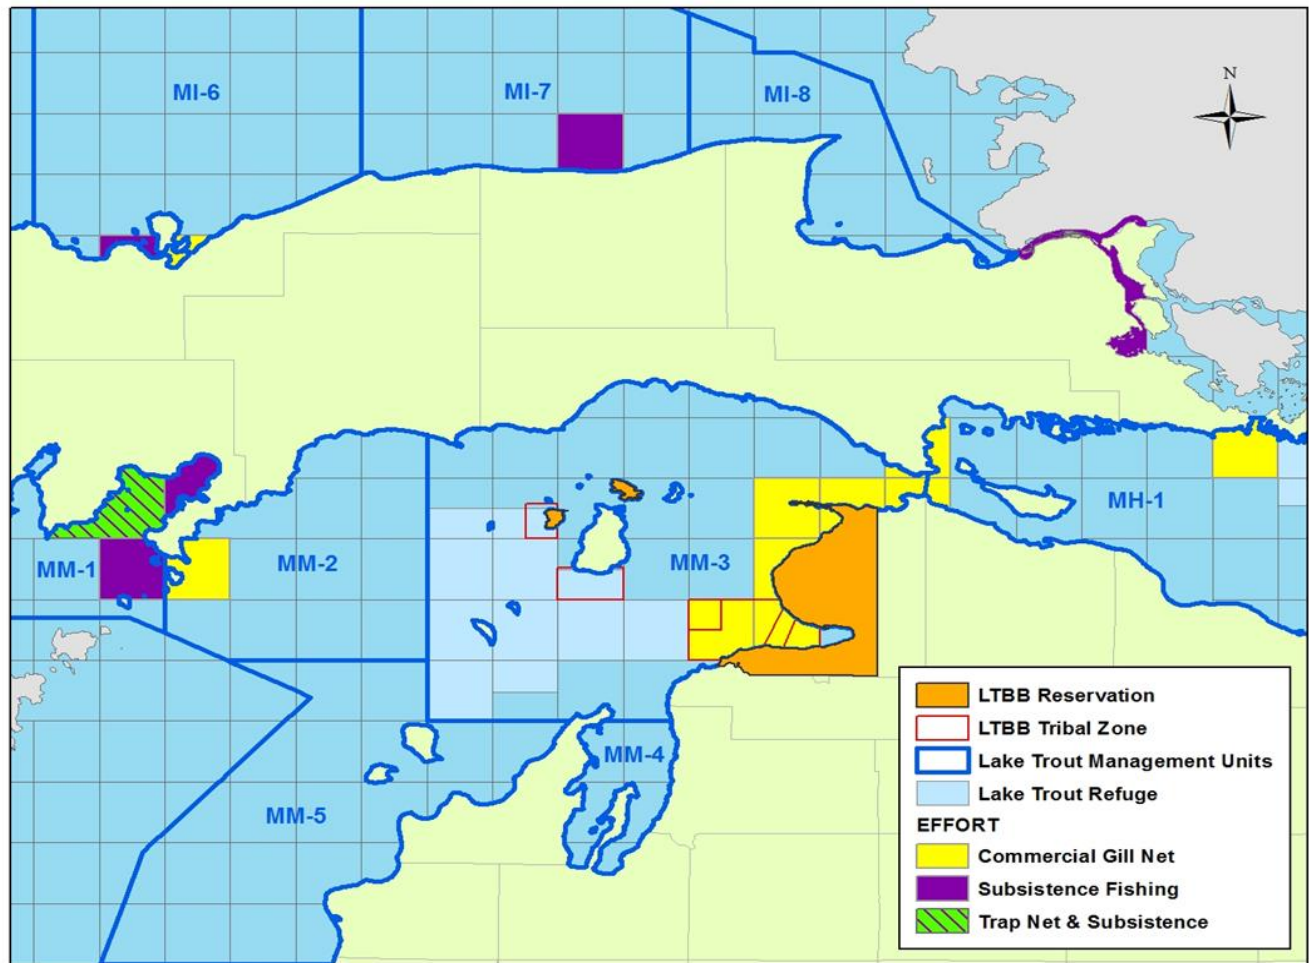 MI-6
MI-7
MI-8
N
MH-1
MM-1
MM-2
MM-3
MM-4
MM-5
LTBB Reservation
LTBB Tribal Zone
Lake Trout Management Units
Lake Trout Refuge
EFFORT
Commercial Gill Net
Subsistence Fishing
Trap Net & Subsistence